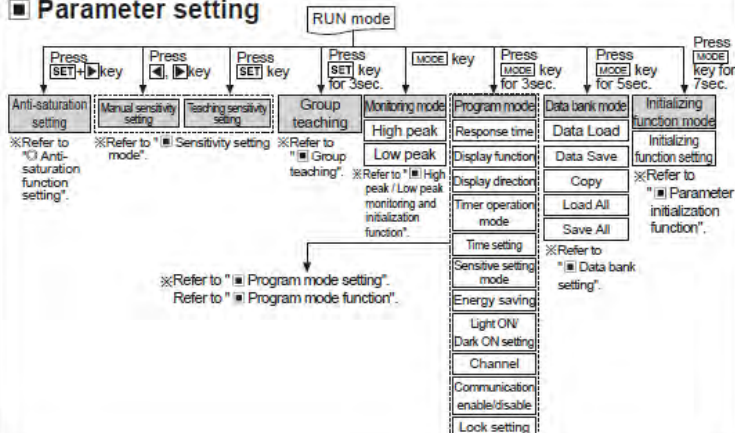 ■ Parameter setting
RUN mode
Press
SET+▶key
Press
◀, ▶key
Press
SET key
Press
SET key
for 3sec.
MODE key
Press
MODE key
for 3sec.
Press
MODE key
for 5sec.
Press
MODE
key for
7sec.
Anti-saturation
setting
※Refer to
"□ Anti-
saturation
function
setting".
Manual sensitivity
setting
Teaching sensitivity
setting
※Refer to "■ Sensitivity setting
mode".
Group
teaching
※Refer to
"■ Group
teaching".
Monitoring mode
High peak
Low peak
※Refer to "■ High
peak / Low peak
monitoring and
initialization
function".
Program mode
Response time
Display function
Display direction
Timer operation
mode
Time setting
Sensitive setting
mode
Energy saving
Light ON/
Dark ON setting
Channel
Communication
enable/disable
Lock setting
Data bank mode
Data Load
Data Save
Copy
Load All
Save All
※Refer to
"■ Data bank
setting".
Initializing
function mode
Initializing
function setting
※Refer to
"■ Parameter
initialization
function".
※Refer to "■ Program mode setting".
Refer to "■ Program mode function".